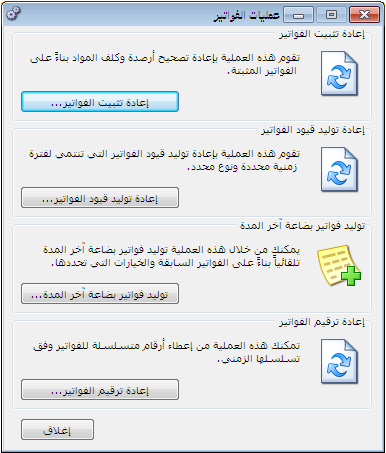 عمليات الفواتير
إعادة تثبيت الفواتير
تقوم هذه العملية بإعادة تصحيح أرصدة وكلف المواد بناءً على
الفواتير المثبتة.
إعادة تثبيت الفواتير...
إعادة توليد قيود الفواتير
تقوم هذه العملية بإعادة توليد قيود الفواتير التي تنتمي لفترة
زمنية محددة ونوع محدد.
إعادة توليد قيود الفواتير...
توليد فواتير بضاعة آخر المدة
يمكنك من خلال هذه العملية توليد فواتير بضاعة آخر المدة
تلقائياً بناءً على الفواتير السابقة والخيارات التي تحددها.
توليد فواتير بضاعة آخر المدة...
إعادة ترقيم الفواتير
تمكنك هذه العملية من إعطاء أرقام متسلسلة للفواتير وفق
تسلسلها الزمني.
إعادة ترقيم الفواتير...
إغلاق